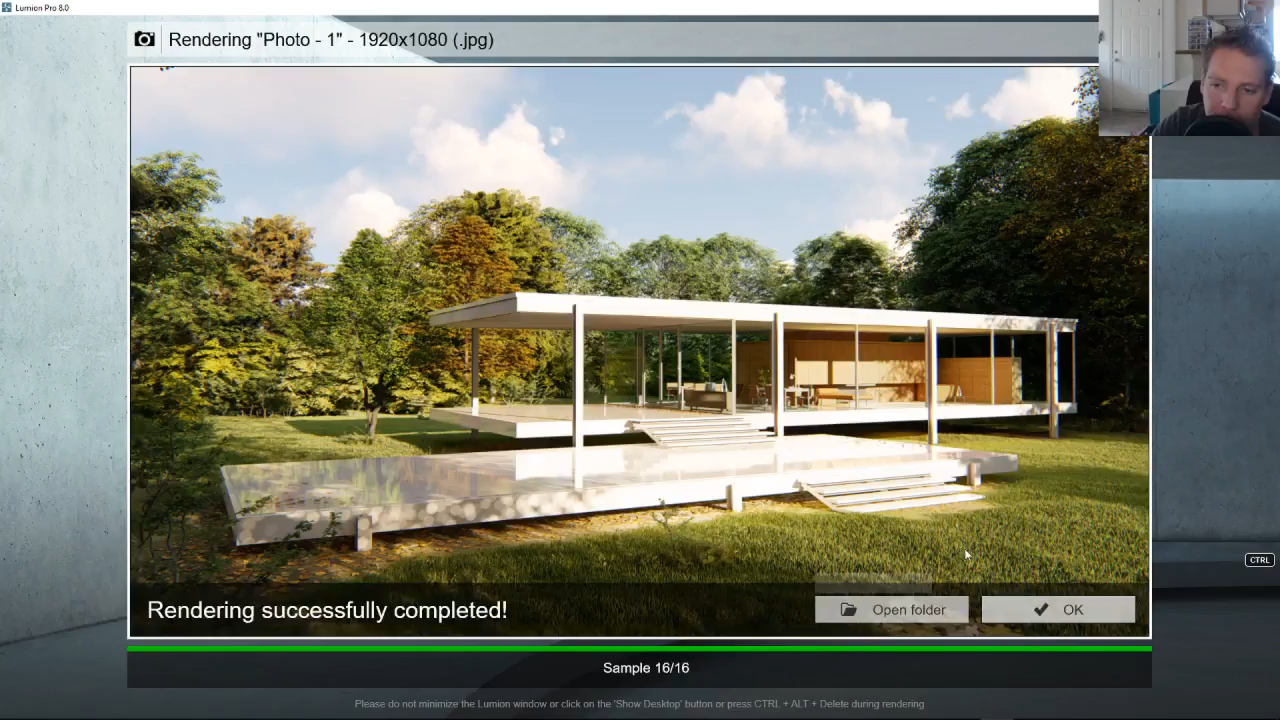 Lumion Pro 8.0
Rendering "Photo - 1" - 1920x1080 (.jpg)
CTRL
Rendering successfully completed!
Open folder
OK
Sample 16/16
Please do not minimize the Lumion window or click on the 'Show Desktop' button or press CTRL + ALT + Delete during rendering